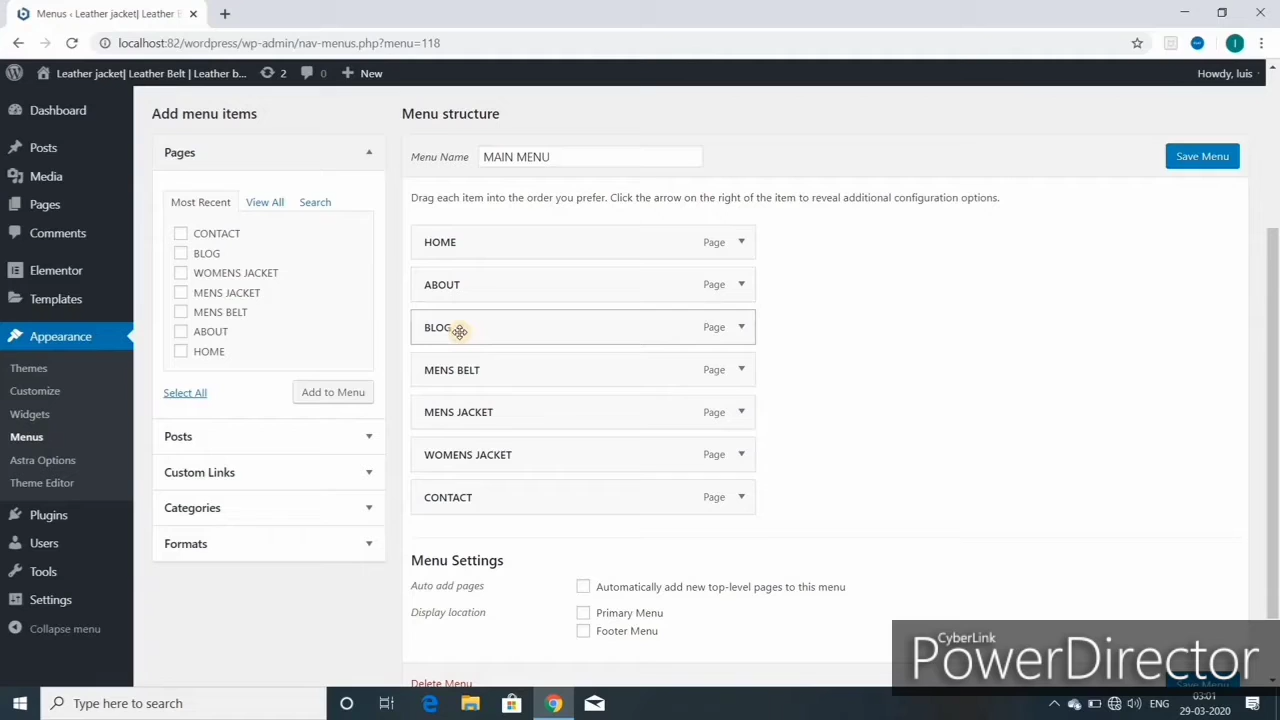 Menus ‹ Leather jacket| Leather B
localhost:82/wordpress/wp-admin/nav-menus.php?menu=118
Leather jacket| Leather Belt | Leather b...
2
0
New
Howdy, luis
Dashboard
Posts
Media
Pages
Comments
Elementor
Templates
Appearance
Themes
Customize
Widgets
Menus
Astra Options
Theme Editor
Plugins
Users
Tools
Settings
Collapse menu
Add menu items
Pages
Most Recent View All Search
CONTACT
BLOG
WOMENS JACKET
MENS JACKET
MENS BELT
ABOUT
HOME
Select All Add to Menu
Posts
Custom Links
Categories
Formats
Menu structure
Menu Name MAIN MENU Save Menu
Drag each item into the order you prefer. Click the arrow on the right of the item to reveal additional configuration options.
HOME Page
ABOUT Page
BLOG Page
MENS BELT Page
MENS JACKET Page
WOMENS JACKET Page
CONTACT Page
Menu Settings
Auto add pages Automatically add new top-level pages to this menu
Display location Primary Menu
Footer Menu
Delete Menu Save Menu
CyberLink
PowerDirector
Type here to search
ENG
03:01
29-03-2020